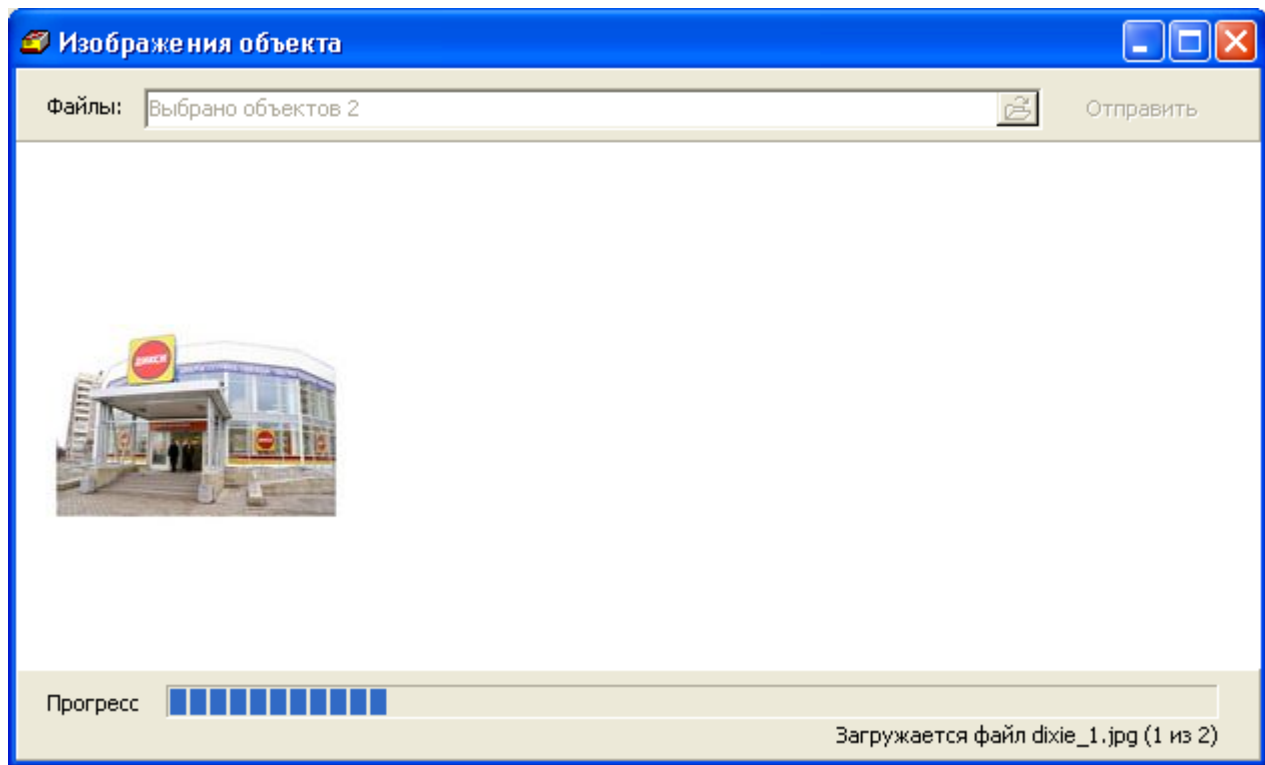 Изображения объекта
Файлы: Выбрано объектов 2 Отправить
ДИКСИ
Прогресс
Загружается файл dixie_1.jpg (1 из 2)